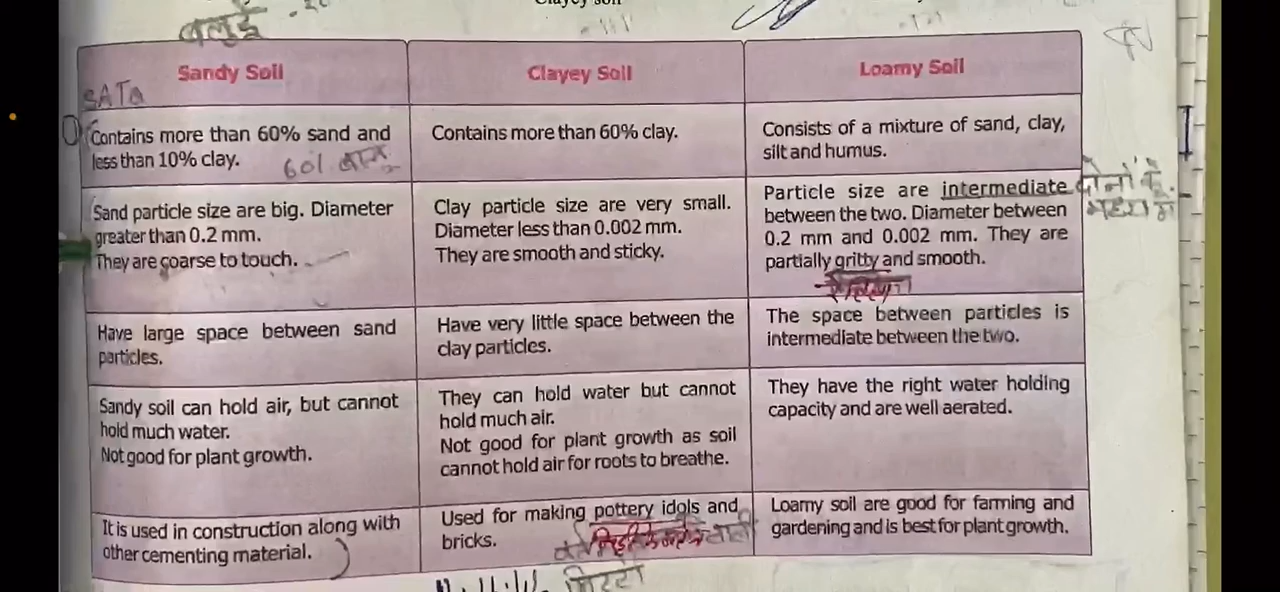 Clayey soil
बलुई
Sandy Soil
Clayey Soil
Loamy Soil
SATa
Contains more than 60% sand and
less than 10% clay.
Contains more than 60% clay.
Consists of a mixture of sand, clay,
silt and humus.
Sand particle size are big. Diameter
greater than 0.2 mm.
They are coarse to touch.
Clay particle size are very small.
Diameter less than 0.002 mm.
They are smooth and sticky.
Particle size are intermediate
between the two. Diameter between
0.2 mm and 0.002 mm. They are
partially gritty and smooth.
दोनों के
Have large space between sand
particles.
Have very little space between the
clay particles.
The space between particles is
intermediate between the two.
Sandy soil can hold air, but cannot
hold much water.
Not good for plant growth.
They can hold water but cannot
hold much air.
Not good for plant growth as soil
cannot hold air for roots to breathe.
They have the right water holding
capacity and are well aerated.
It is used in construction along with
other cementing material.
Used for making pottery idols and
bricks.
Loamy soil are good for farming and
gardening and is best for plant growth.